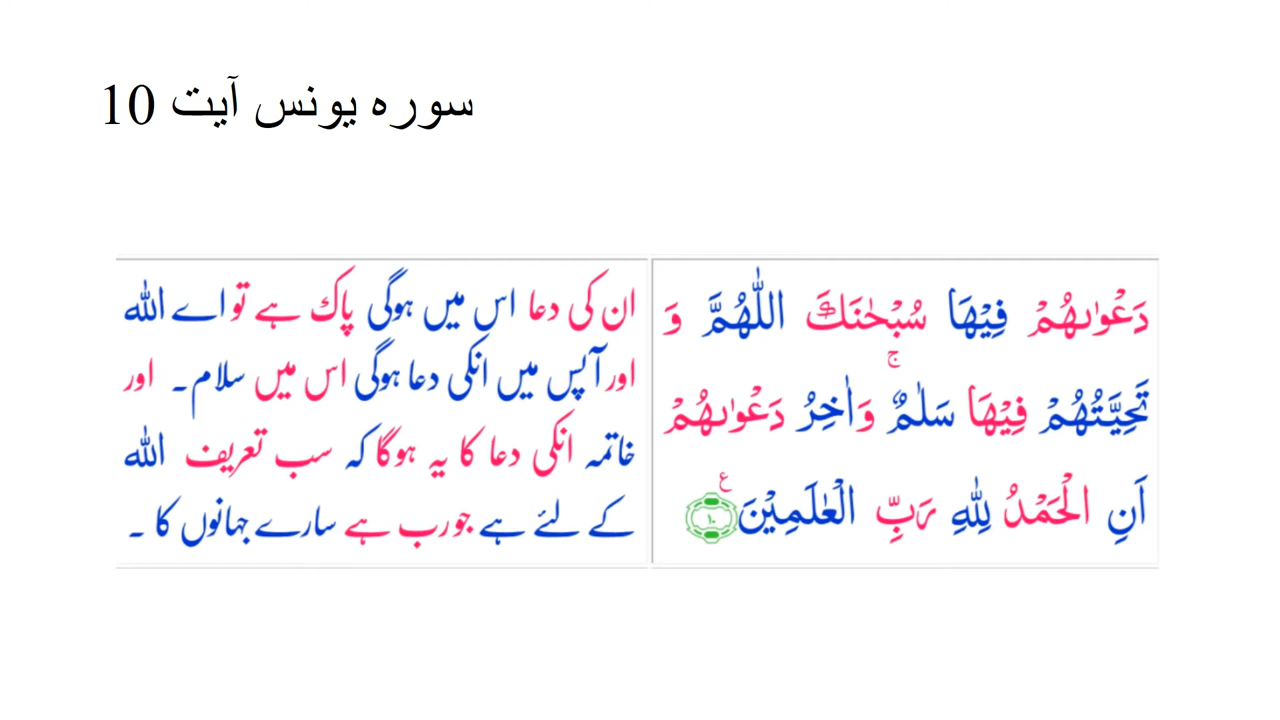 سورہ یونس آیت 10
دَعْوٰىهُمْ فِيْهَا سُبْحٰنَكَ اللّٰهُمَّ وَ
تَحِيَّتُهُمْ فِيْهَا سَلٰمٌ ۚ وَاٰخِرُ دَعْوٰىهُمْ
اَنِ الْحَمْدُ لِلّٰهِ رَبِّ الْعٰلَمِيْنَ ۧ ۱۰
ان کی دعا اس میں ہوگی پاک ہے تو اے اللہ
اور آپس میں انکی دعا ہوگی اس میں سلام۔ اور
خاتمہ انکی دعا کا یہ ہوگا کہ سب تعریف اللہ
کے لئے ہے جو رب ہے سارے جہانوں کا ۔